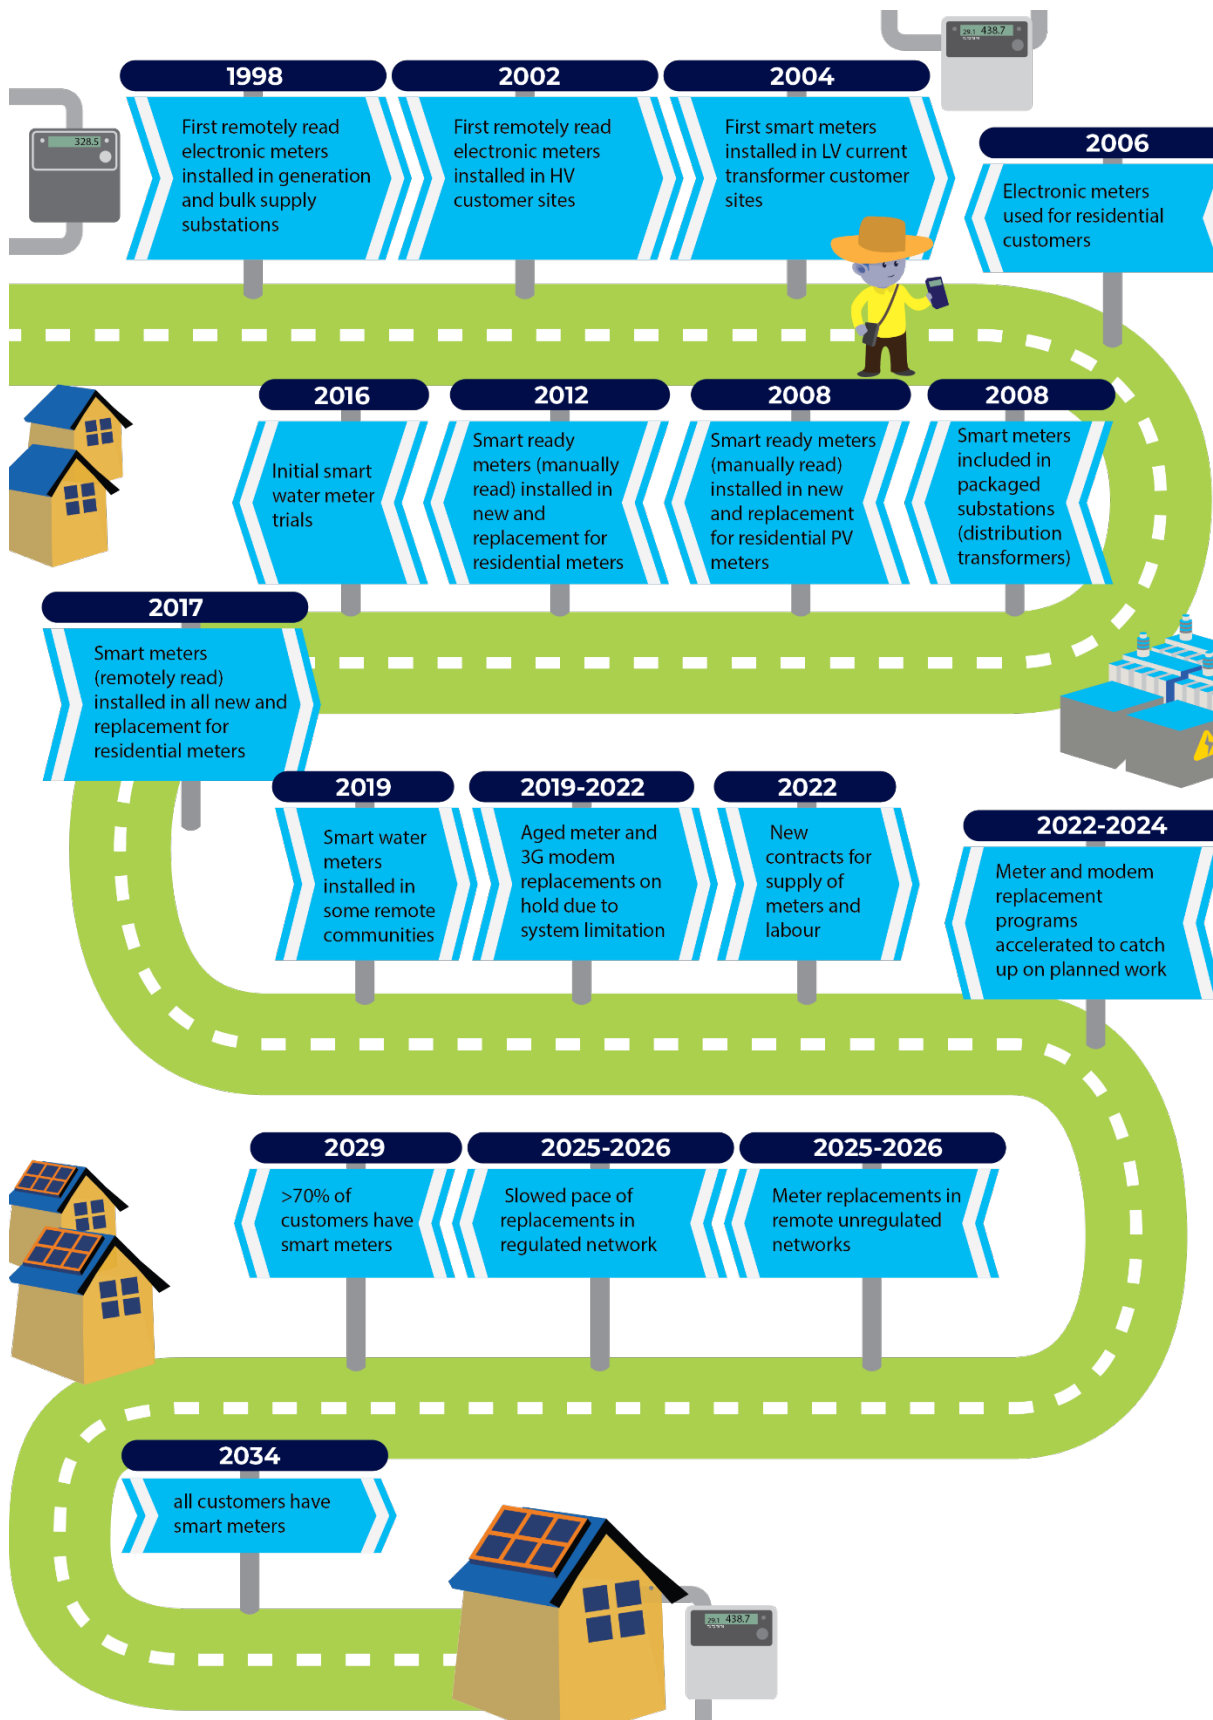 29.1 438.7
328.5
1998
First remotely read
electronic meters
installed in generation
and bulk supply
substations
2002
First remotely read
electronic meters
installed in HV
customer sites
2004
First smart meters
installed in LV current
transformer customer
sites
2006
Electronic meters
used for residential
customers
2008
Smart meters
included in
packaged
substations
(distribution
transformers)
2008
Smart ready meters
(manually read)
installed in new
and replacement
for residential PV
meters
2012
Smart ready
meters (manually
read) installed in
new and
replacement for
residential meters
2016
Initial smart
water meter
trials
2017
Smart meters
(remotely read)
installed in all new and
replacement for
residential meters
2019
Smart water
meters
installed in
some remote
communities
2019-2022
Aged meter and
3G modem
replacements on
hold due to
system limitation
2022
New
contracts for
supply of
meters and
labour
2022-2024
Meter and modem
replacement
programs
accelerated to catch
up on planned work
2025-2026
Meter replacements in
remote unregulated
networks
2025-2026
Slowed pace of
replacements in
regulated network
2029
>70% of
customers have
smart meters
2034
all customers have
smart meters
29.1 438.7